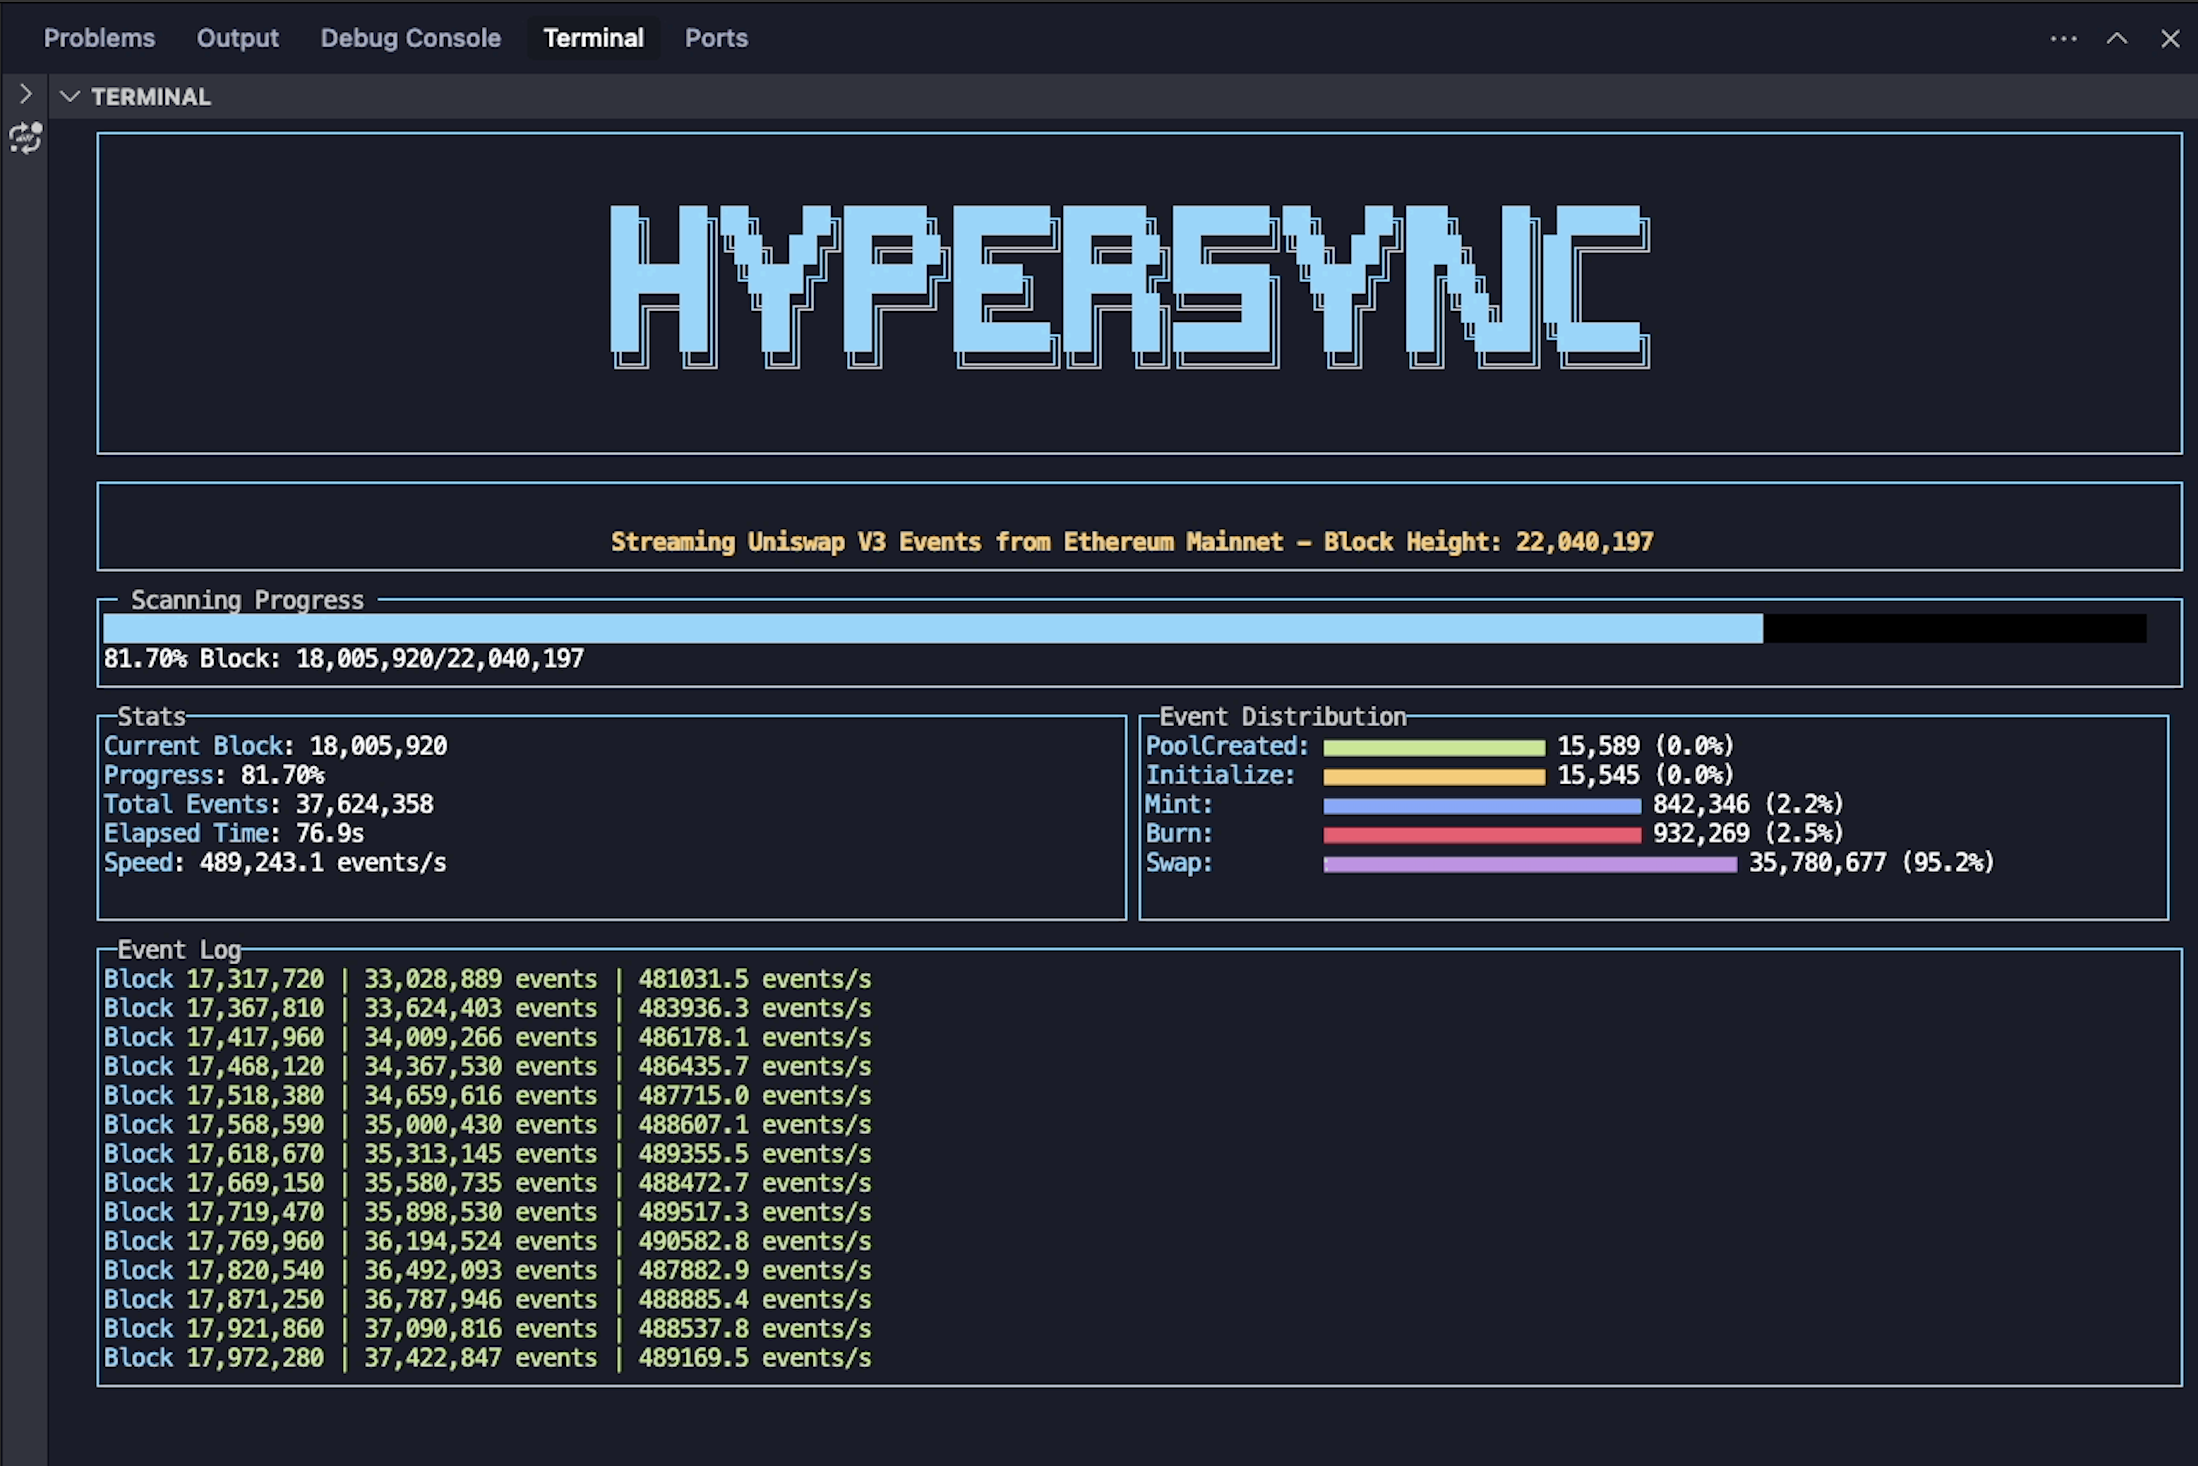 Problems Output Debug Console Terminal Ports
TERMINAL
HYPERSYNC
Streaming Uniswap V3 Events from Ethereum Mainnet – Block Height: 22,040,197
Scanning Progress
81.70% Block: 18,005,920/22,040,197
Stats
Current Block: 18,005,920
Progress: 81.70%
Total Events: 37,624,358
Elapsed Time: 76.9s
Speed: 489,243.1 events/s
Event Distribution
PoolCreated: 15,589 (0.0%)
Initialize: 15,545 (0.0%)
Mint: 842,346 (2.2%)
Burn: 932,269 (2.5%)
Swap: 35,780,677 (95.2%)
Event Log
Block 17,317,720 | 33,028,889 events | 481031.5 events/s
Block 17,367,810 | 33,624,403 events | 483936.3 events/s
Block 17,417,960 | 34,009,266 events | 486178.1 events/s
Block 17,468,120 | 34,367,530 events | 486435.7 events/s
Block 17,518,380 | 34,659,616 events | 487715.0 events/s
Block 17,568,590 | 35,000,430 events | 488607.1 events/s
Block 17,618,670 | 35,313,145 events | 489355.5 events/s
Block 17,669,150 | 35,580,735 events | 488472.7 events/s
Block 17,719,470 | 35,898,530 events | 489517.3 events/s
Block 17,769,960 | 36,194,524 events | 490582.8 events/s
Block 17,820,540 | 36,492,093 events | 487882.9 events/s
Block 17,871,250 | 36,787,946 events | 488885.4 events/s
Block 17,921,860 | 37,090,816 events | 488537.8 events/s
Block 17,972,280 | 37,422,847 events | 489169.5 events/s